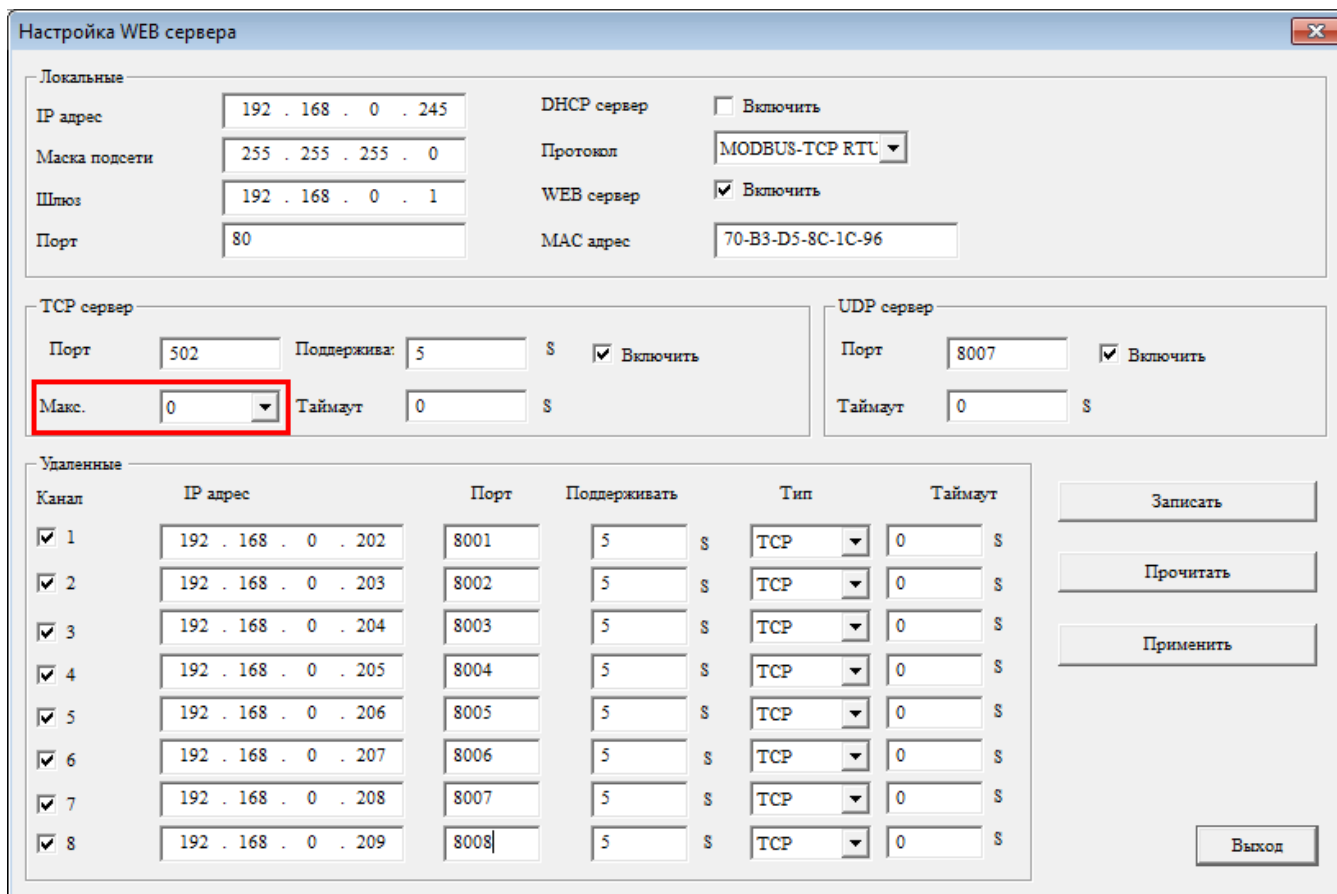 Настройка WEB сервера
Локальные
IP адрес 192 . 168 . 0 . 245 DHCP сервер Включить
Маска подсети 255 . 255 . 255 . 0 Протокол MODBUS-TCP RTU
Шлюз 192 . 168 . 0 . 1 WEB сервер Включить
Порт 80 MAC адрес 70-B3-D5-8C-1C-96
TCP сервер UDP сервер
Порт 502 Поддержива: 5 S Включить Порт 8007 Включить
Макс. 0 Таймаут 0 S Таймаут 0 S
Удаленные
Канал IP адрес Порт Поддерживать Тип Таймаут
1 192 . 168 . 0 . 202 8001 5 S TCP 0 S
2 192 . 168 . 0 . 203 8002 5 S TCP 0 S
3 192 . 168 . 0 . 204 8003 5 S TCP 0 S
4 192 . 168 . 0 . 205 8004 5 S TCP 0 S
5 192 . 168 . 0 . 206 8005 5 S TCP 0 S
6 192 . 168 . 0 . 207 8006 5 S TCP 0 S
7 192 . 168 . 0 . 208 8007 5 S TCP 0 S
8 192 . 168 . 0 . 209 8008 5 S TCP 0 S
Записать
Прочитать
Применить
Выход